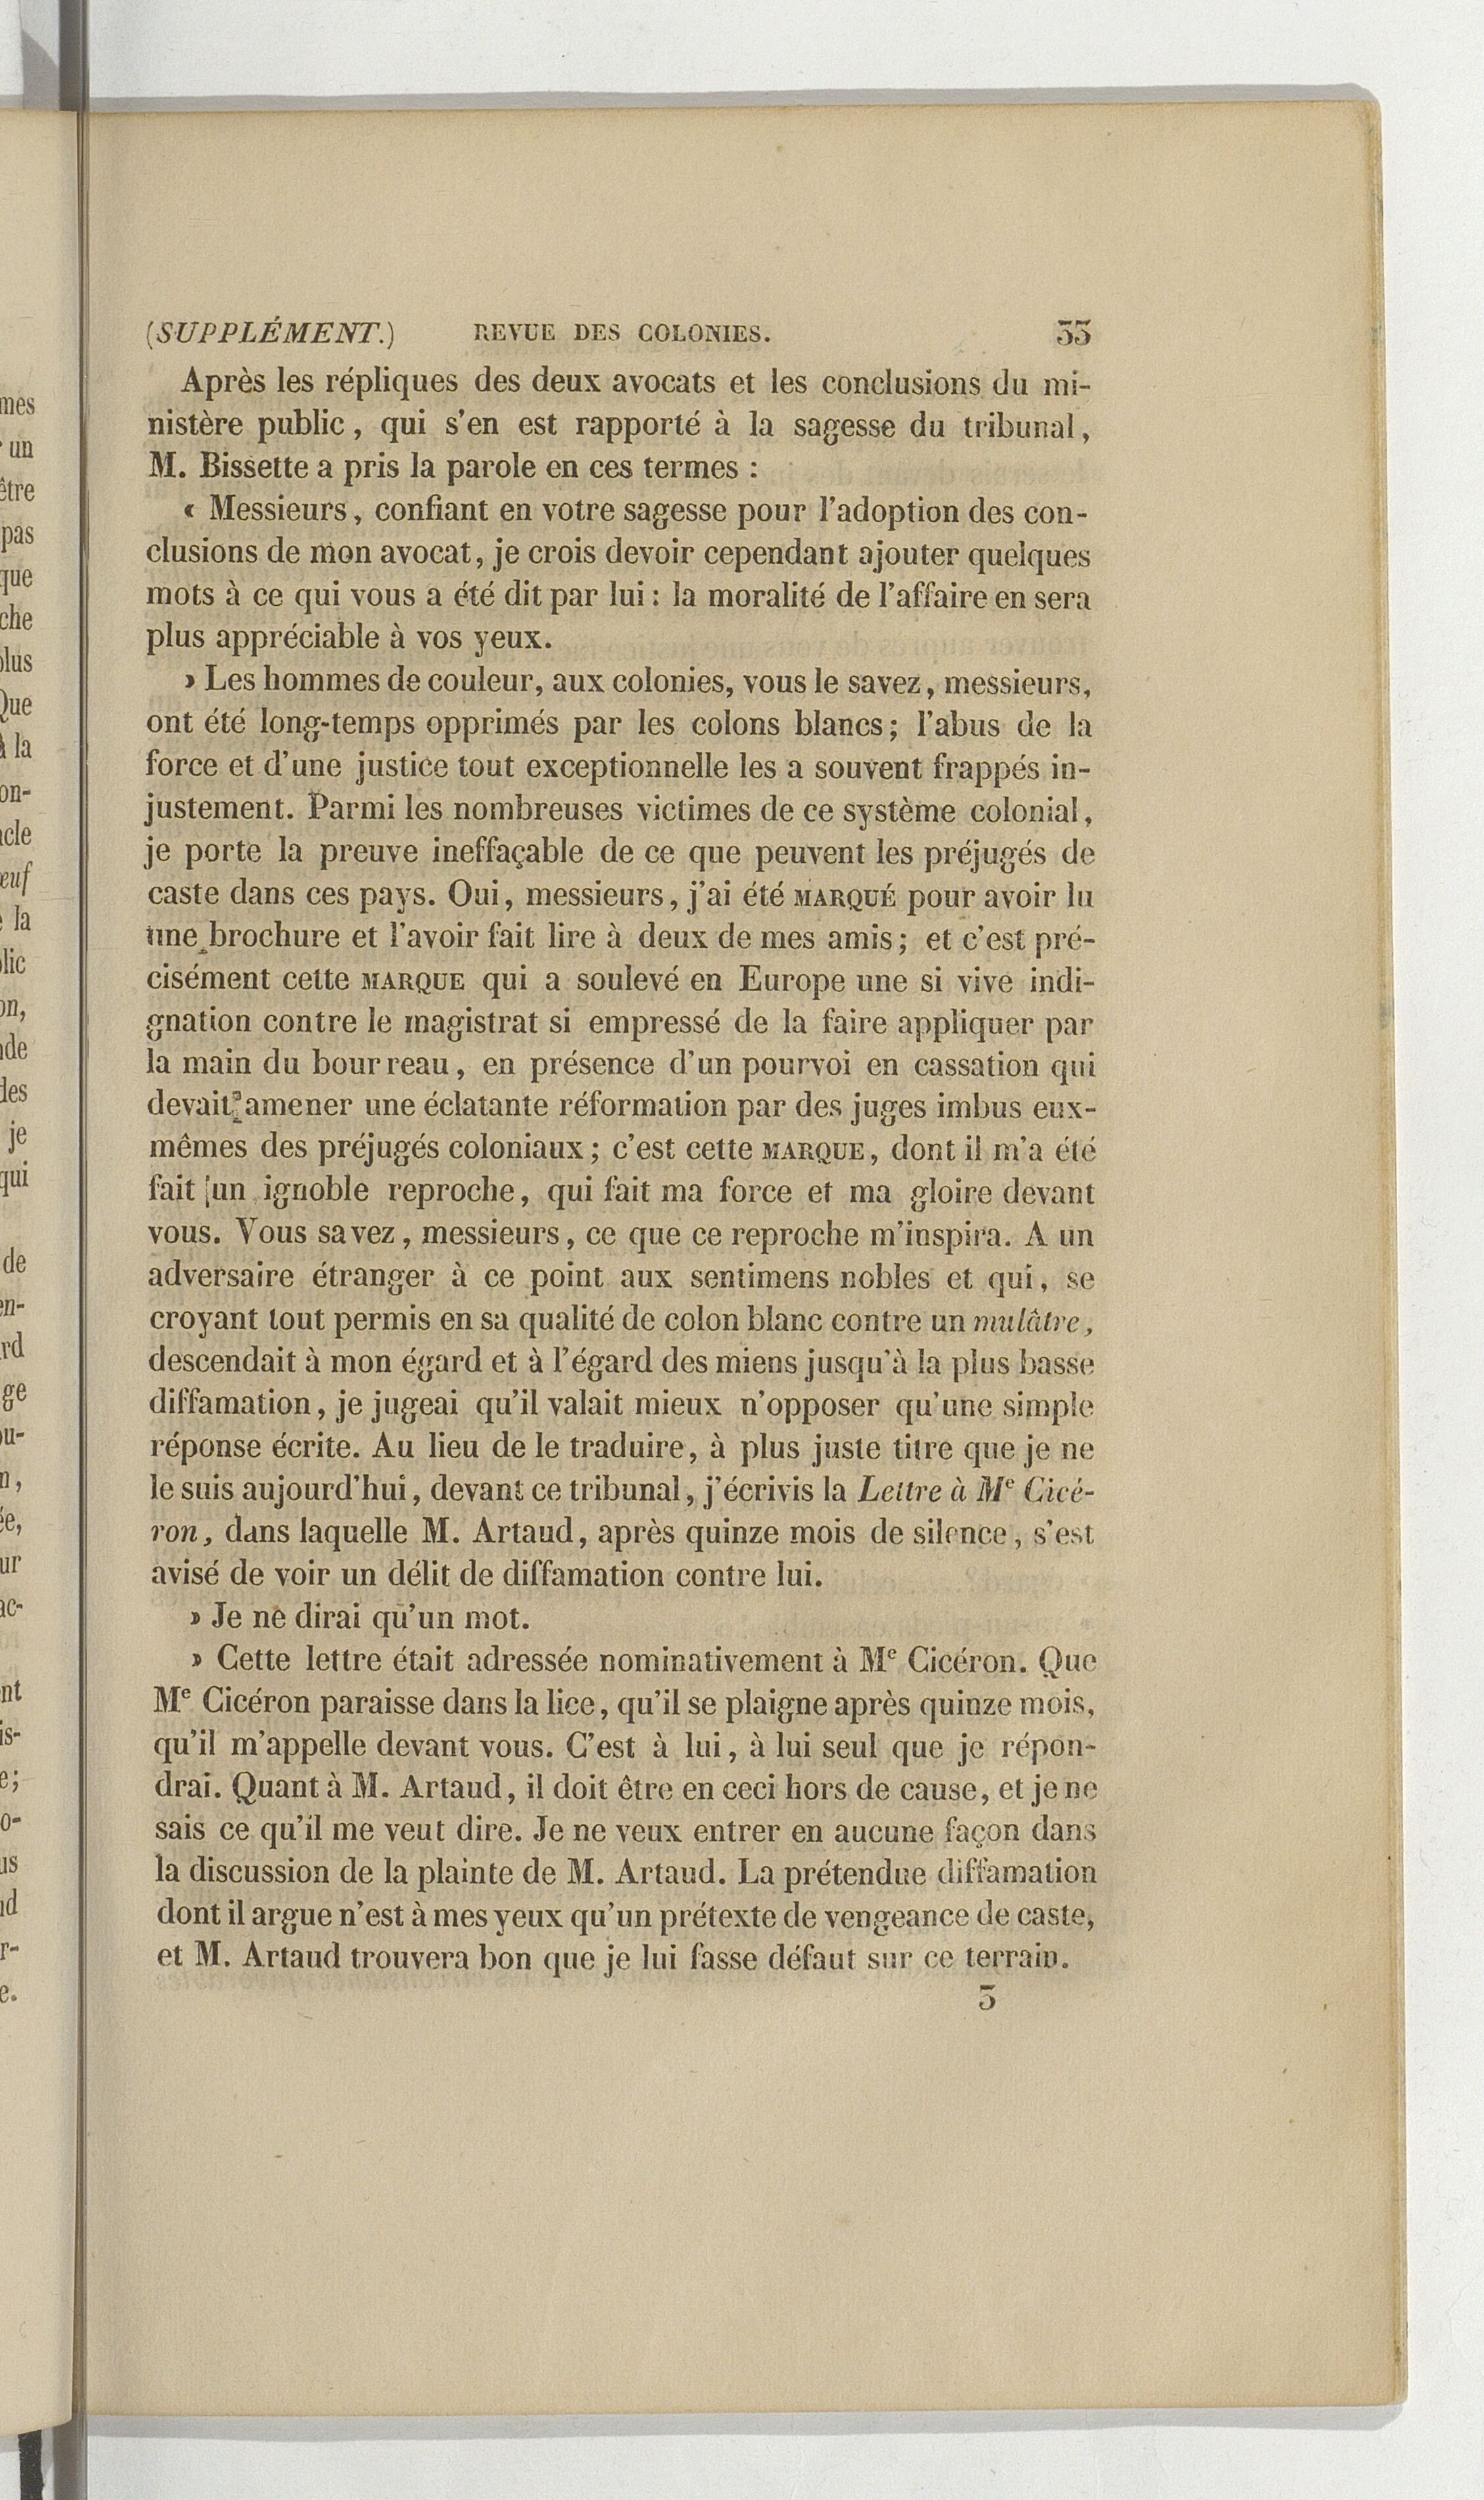 (SUPPLÉMENT.) REVUE DES COLONIES. 33
Après les répliques des deux avocats et les conclusions du mi-
nistère public, qui s'en est rapporté à la sagesse du tribunal,
M. Bissette a pris la parole en ces termes :
« Messieurs, confiant en votre sagesse pour l'adoption des con-
clusions de mon avocat, je crois devoir cependant ajouter quelques
mots à ce qui vous a été dit par lui : la moralité de l'affaire en sera
plus appréciable à vos yeux.
» Les hommes de couleur, aux colonies, vous le savez, messieurs,
ont été long-temps opprimés par les colons blancs; l'abus de la
force et d'une justice tout exceptionnelle les a souvent frappés in-
justement. Parmi les nombreuses victimes de ce système colonial,
je porte la preuve ineffaçable de ce que peuvent les préjugés de
caste dans ces pays. Oui, messieurs, j'ai été MARQUÉ pour avoir lu
une brochure et l'avoir fait lire à deux de mes amis; et c'est pré-
cisément cette MARQUE qui a soulevé en Europe une si vive indi-
gnation contre le magistrat si empressé de la faire appliquer par
la main du bourreau, en présence d'un pourvoi en cassation qui
devait amener une éclatante réformation par des juges imbus eux-
mêmes des préjugés coloniaux; c'est cette MARQUE, dont il m'a été
fait un ignoble reproche, qui fait ma force et ma gloire devant
vous. Vous savez, messieurs, ce que ce reproche m'inspira. A un
adversaire étranger à ce point aux sentimens nobles et qui, se
croyant tout permis en sa qualité de colon blanc contre un mulâtre,
descendait à mon égard et à l'égard des miens jusqu'à la plus basse
diffamation, je jugeai qu'il valait mieux n'opposer qu'une simple
réponse écrite. Au lieu de le traduire, à plus juste titre que je ne
le suis aujourd'hui, devant ce tribunal, j'écrivis la Lettre à Me Cicé-
ron, dans laquelle M. Artaud, après quinze mois de silence, s'est
avisé de voir un délit de diffamation contre lui.
» Je ne dirai qu'un mot.
» Cette lettre était adressée nominativement à Me Cicéron. Que
Me Cicéron paraisse dans la lice, qu'il se plaigne après quinze mois,
qu'il m'appelle devant vous. C'est à lui, à lui seul que je répon-
drai. Quant à M. Artaud, il doit être en ceci hors de cause, et je ne
sais ce qu'il me veut dire. Je ne veux entrer en aucune façon dans
la discussion de la plainte de M. Artaud. La prétendue diffamation
dont il argue n'est à mes yeux qu'un prétexte de vengeance de caste,
et M. Artaud trouvera bon que je lui fasse défaut sur ce terrain.
3